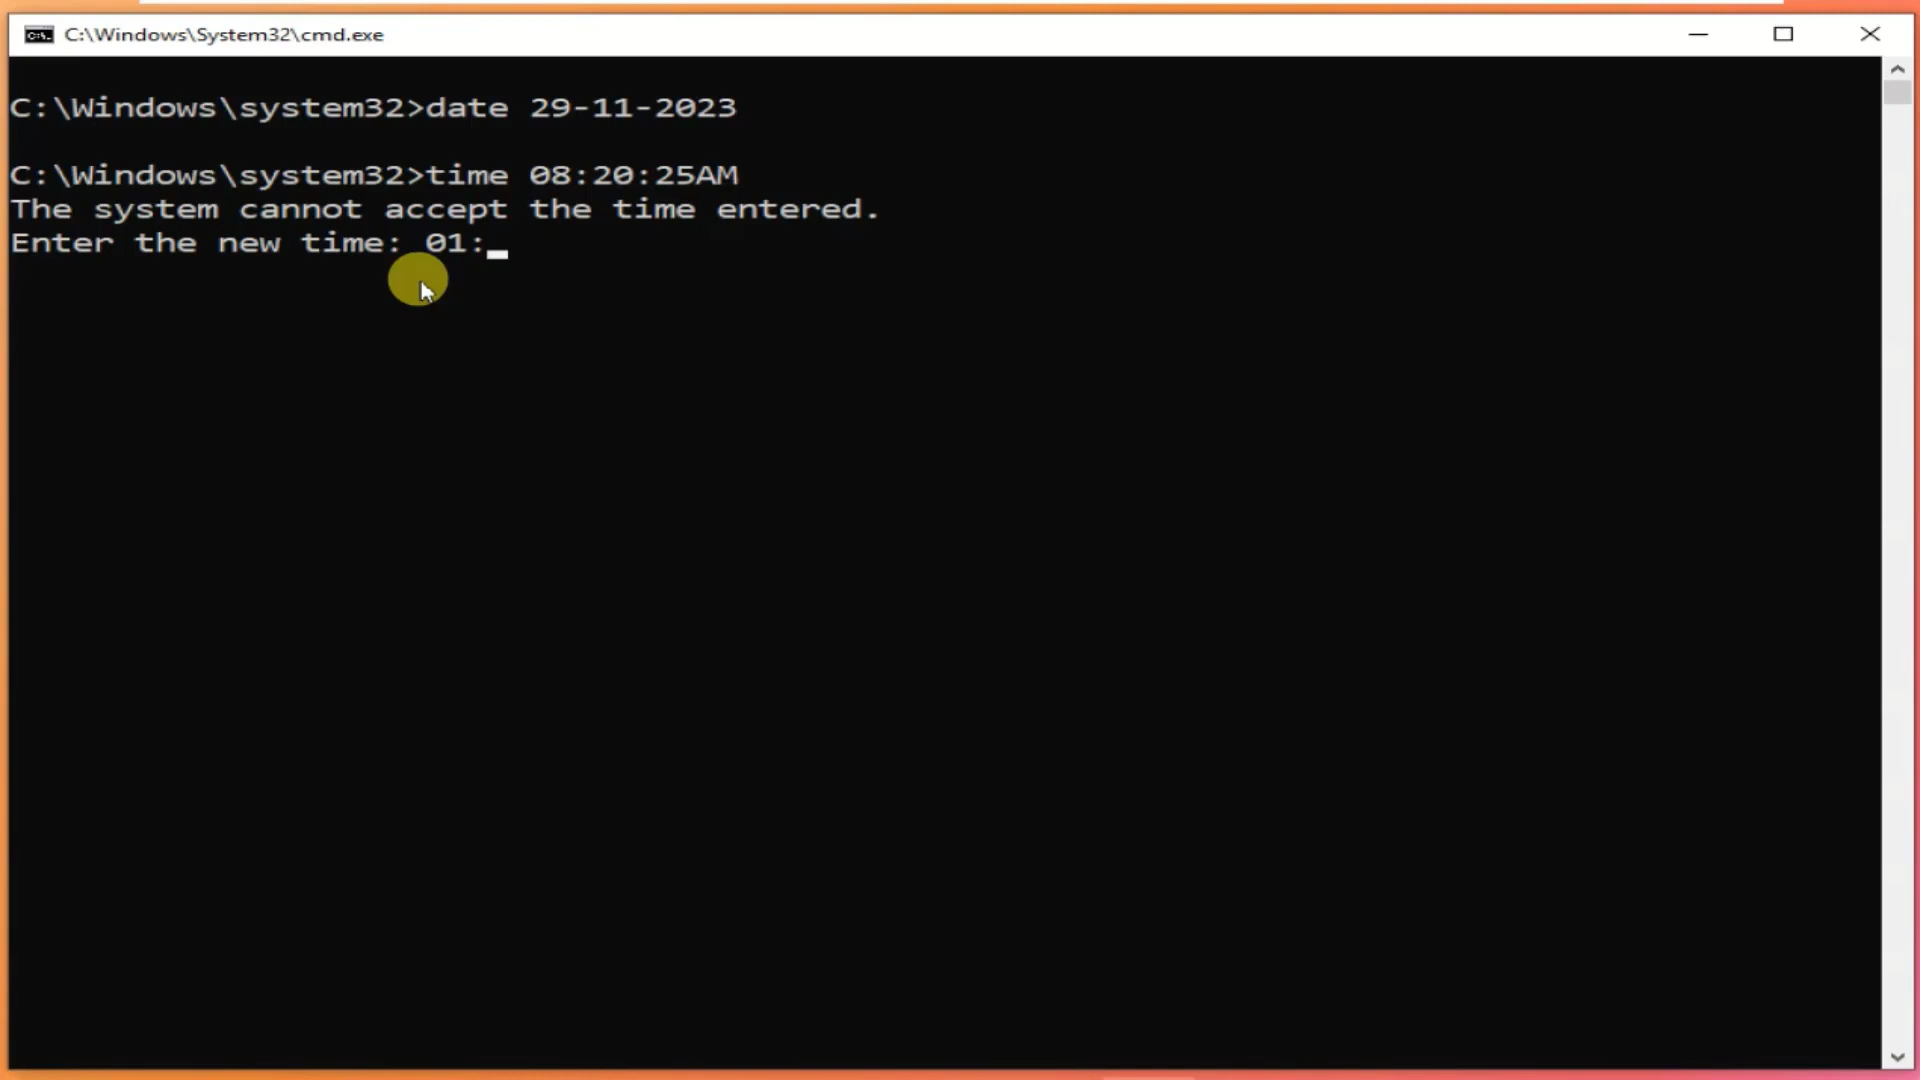 C:\Windows\System32\cmd.exe
C:\Windows\system32>date 29-11-2023
C:\Windows\system32>time 08:20:25AM
The system cannot accept the time entered.
Enter the new time: 01: